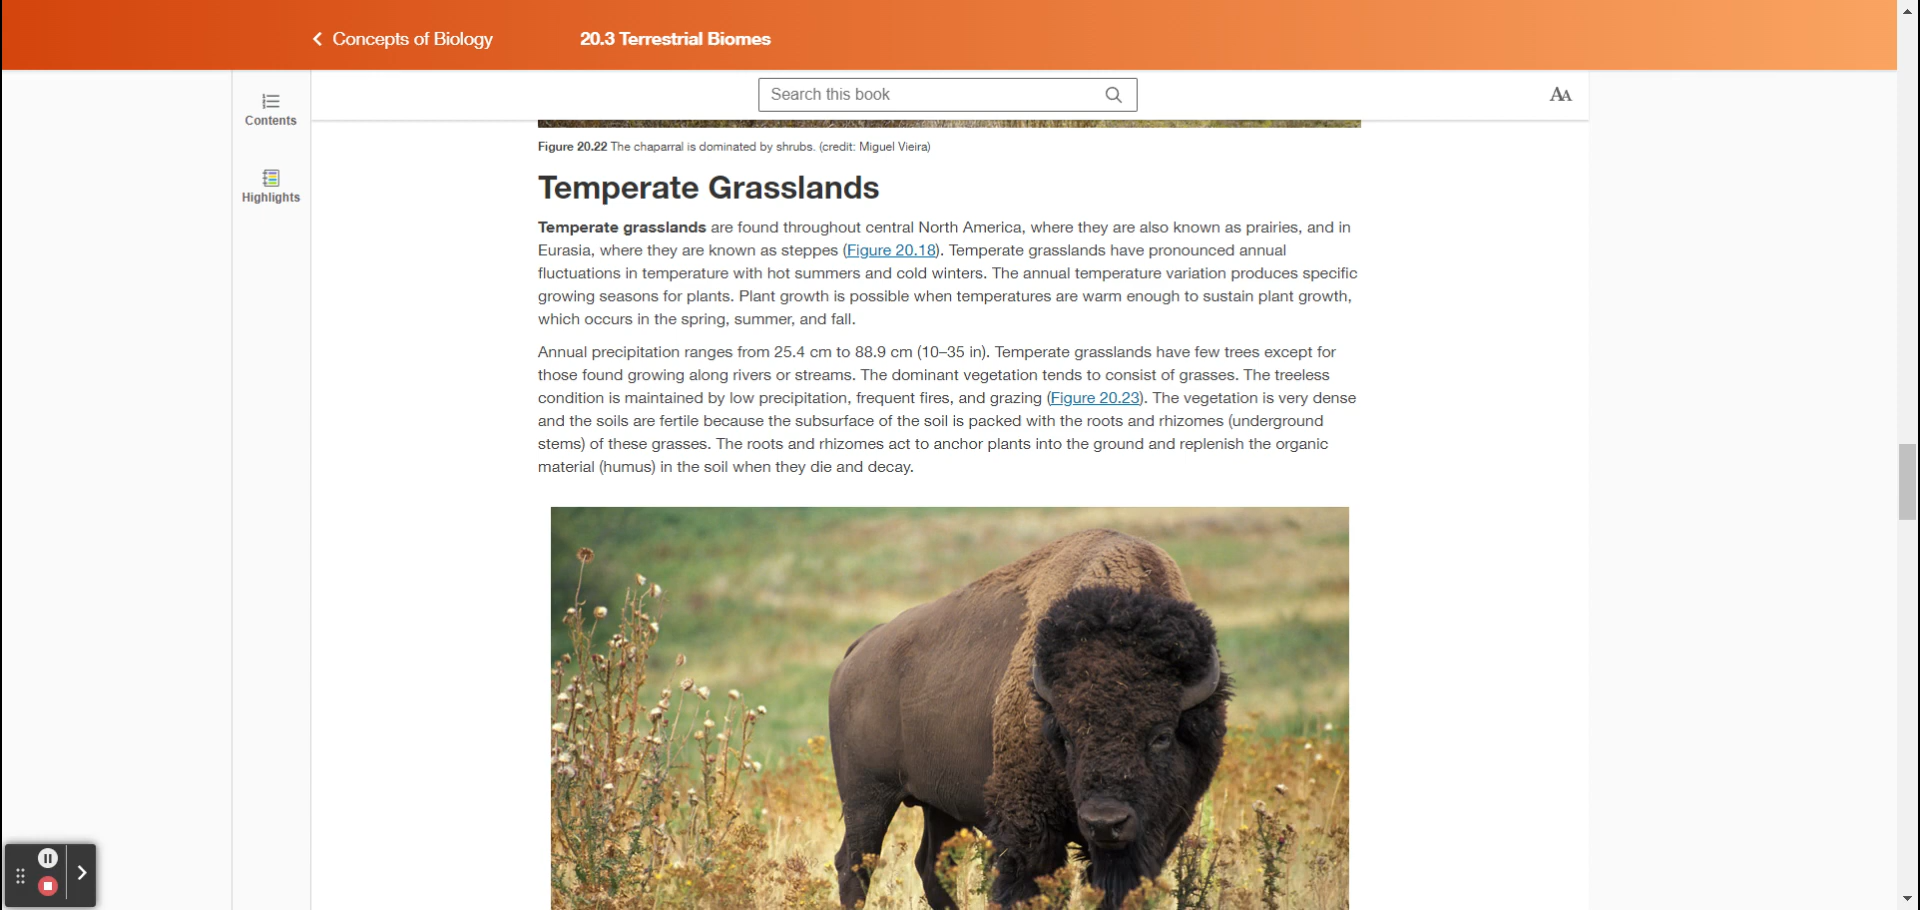 Concepts of Biology
20.3 Terrestrial Biomes
Contents
Highlights
Search this book
AA
Figure 20.22 The chaparral is dominated by shrubs. (credit: Miguel Vieira)
Temperate Grasslands
Temperate grasslands are found throughout central North America, where they are also known as prairies, and in
Eurasia, where they are known as steppes (Figure 20.18). Temperate grasslands have pronounced annual
fluctuations in temperature with hot summers and cold winters. The annual temperature variation produces specific
growing seasons for plants. Plant growth is possible when temperatures are warm enough to sustain plant growth,
which occurs in the spring, summer, and fall.
Annual precipitation ranges from 25.4 cm to 88.9 cm (10–35 in). Temperate grasslands have few trees except for
those found growing along rivers or streams. The dominant vegetation tends to consist of grasses. The treeless
condition is maintained by low precipitation, frequent fires, and grazing (Figure 20.23). The vegetation is very dense
and the soils are fertile because the subsurface of the soil is packed with the roots and rhizomes (underground
stems) of these grasses. The roots and rhizomes act to anchor plants into the ground and replenish the organic
material (humus) in the soil when they die and decay.